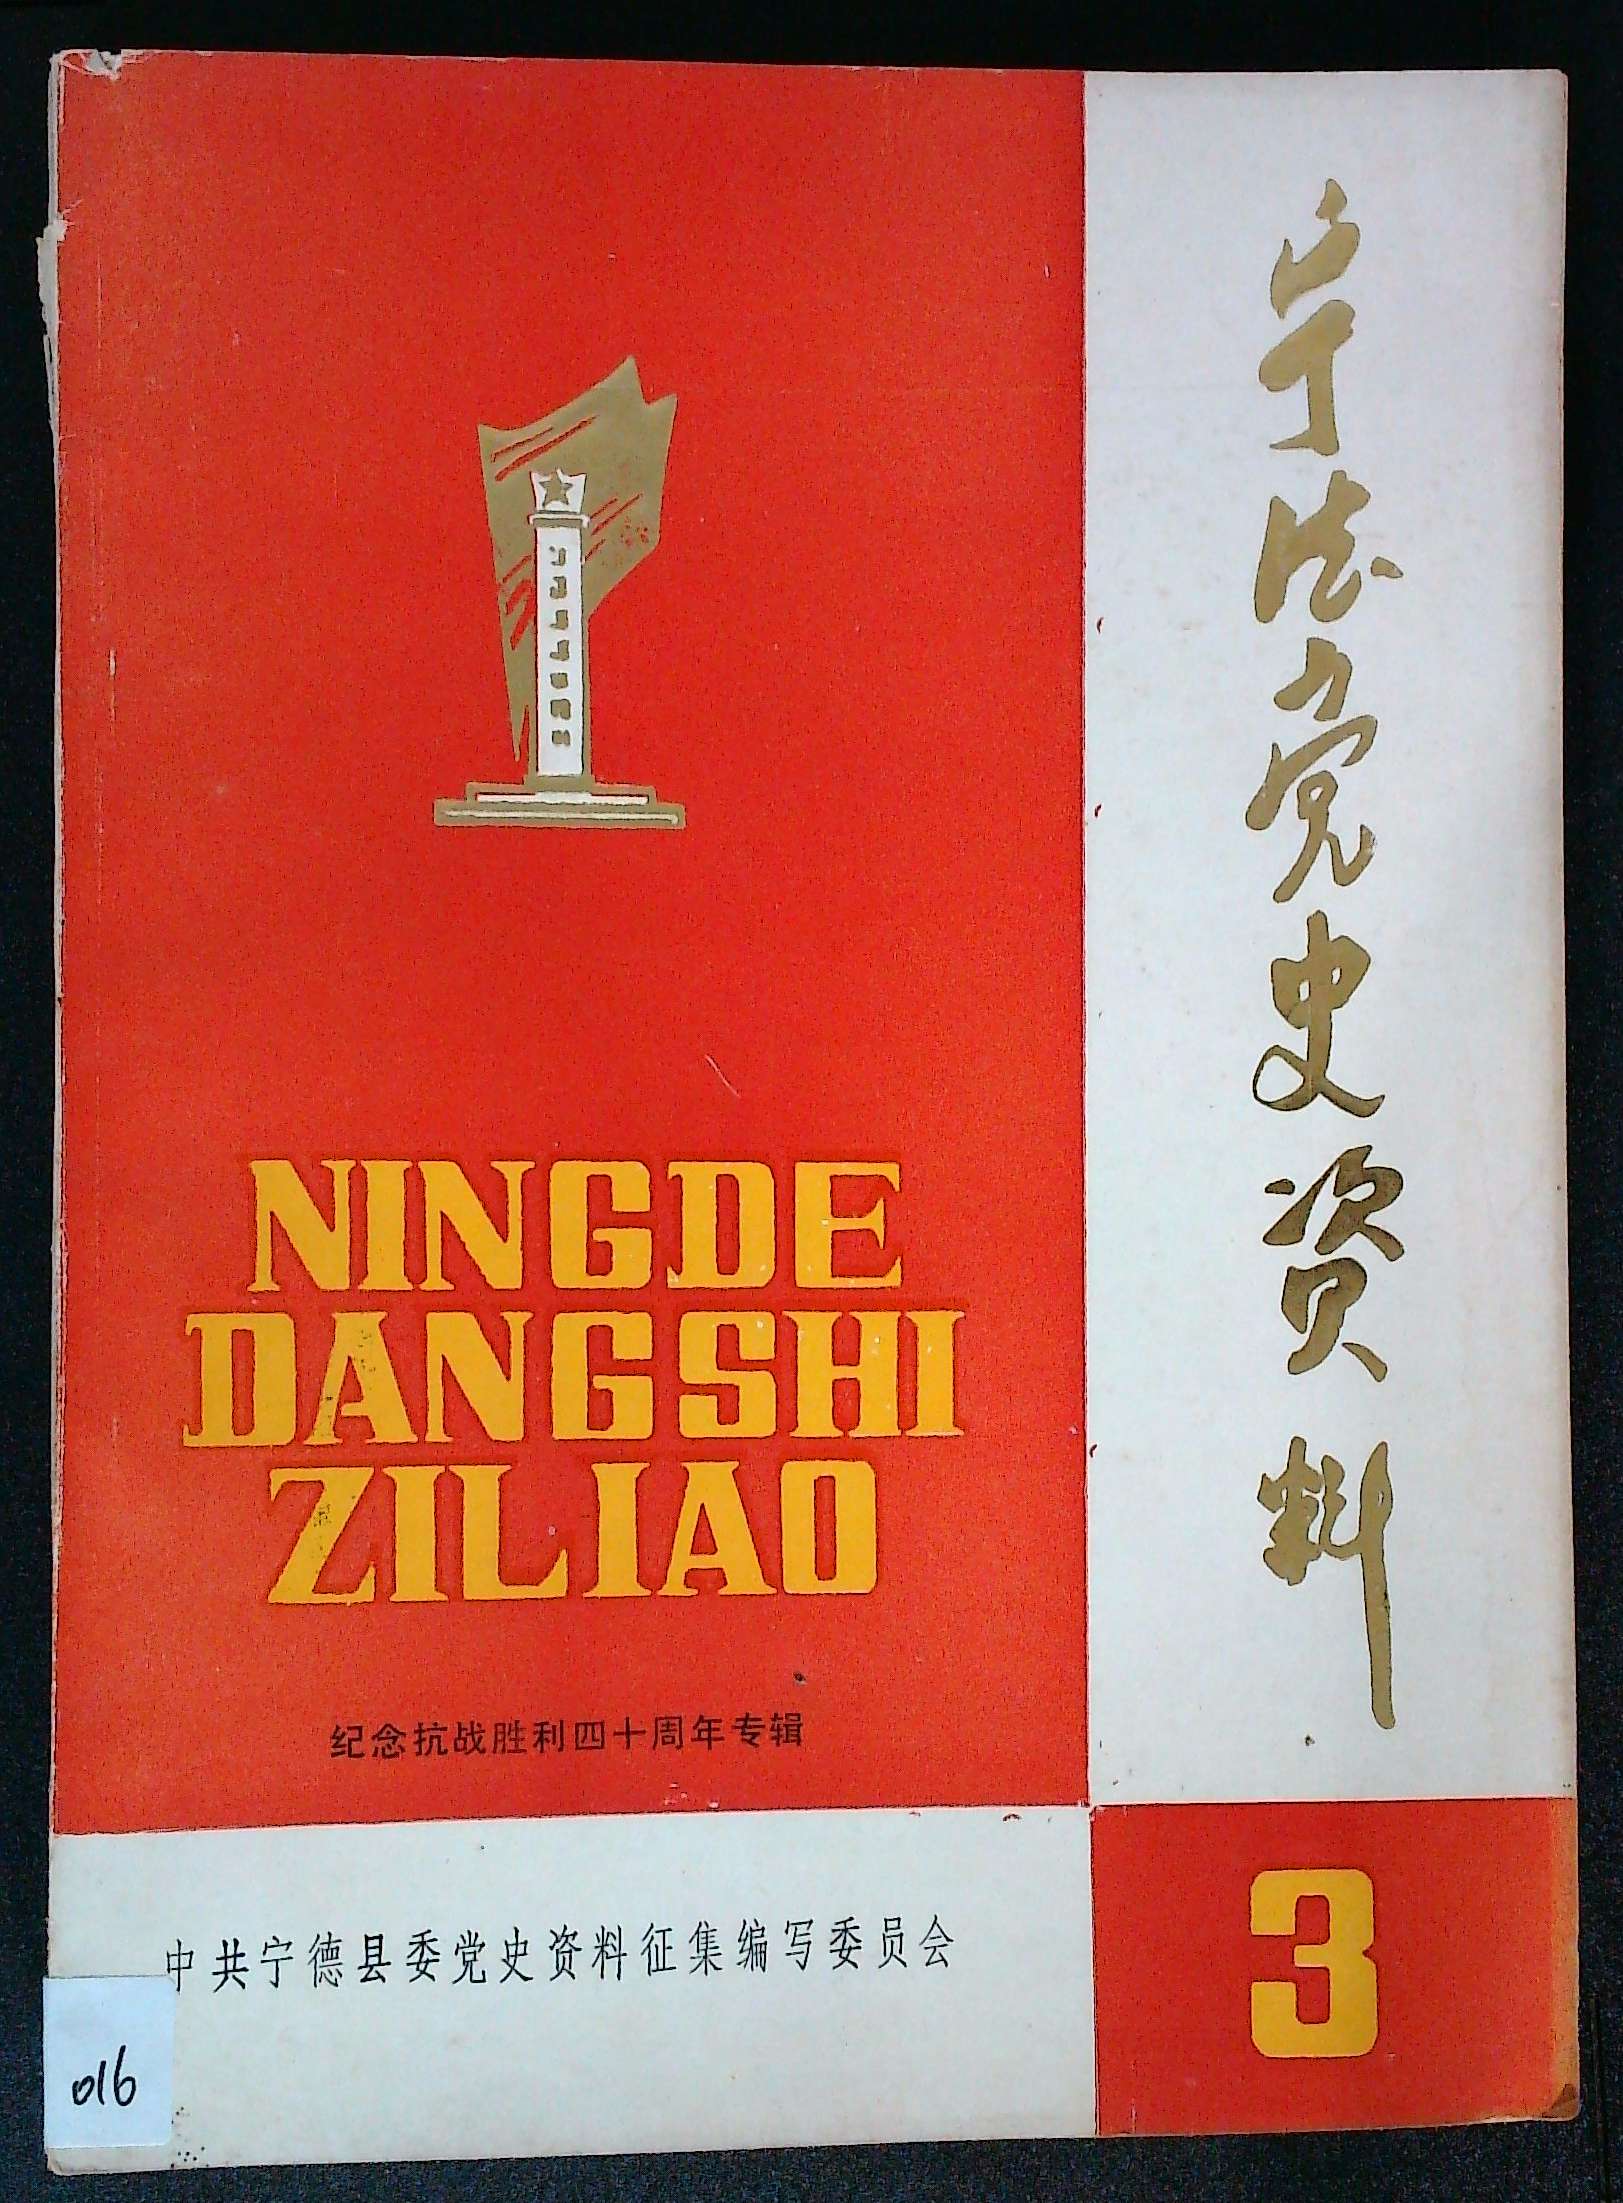 宁德党史资料
NINGDE
DANGSHI
ZILIAO
纪念抗战胜利四十周年专辑
中共宁德县委党史资料征集编写委员会
3
016